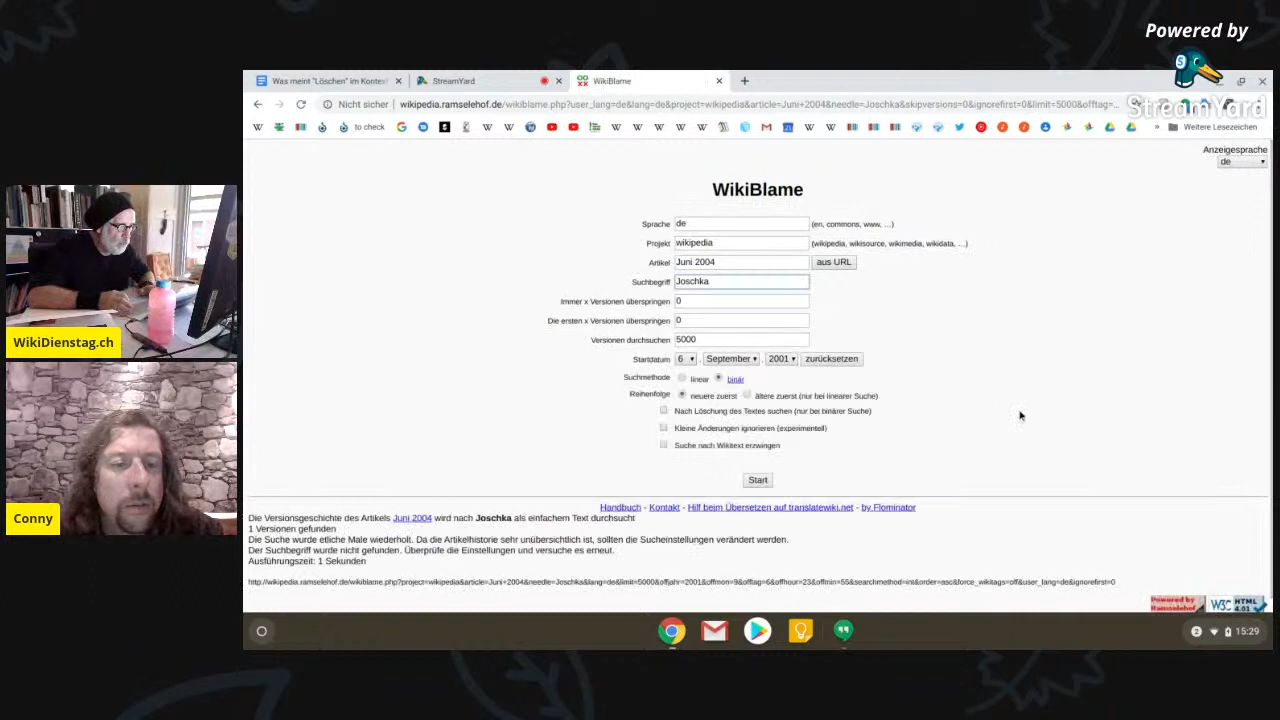 Powered by
StreamYard
Was meint "Löschen" im Kontex
StreamYard
WikiBlame
Nicht sicher
wikipedia.ramselehof.de/wikiblame.php?user_lang=de&lang=de&project=wikipedia&article=Juni+2004&needle=Joschka&skipversions=0&ignorefirst=0&limit=5000&offtag=...
to check
Weitere Lesezeichen
Anzeigesprache
de
WikiBlame
Sprache de (en, commons, www, …)
Projekt wikipedia (wikipedia, wikisource, wikimedia, wikidata, …)
Artikel Juni 2004 aus URL
Suchbegriff Joschka
Immer x Versionen überspringen 0
Die ersten x Versionen überspringen 0
Versionen durchsuchen 5000
Startdatum 6 . September . 2001 zurücksetzen
Suchmethode linear binär
Reihenfolge neuere zuerst ältere zuerst (nur bei linearer Suche)
Nach Löschung des Textes suchen (nur bei binärer Suche)
Kleine Änderungen ignorieren (experimentell)
Suche nach Wikitext erzwingen
Start
Handbuch - Kontakt - Hilf beim Übersetzen auf translatewiki.net - by Flominator
Die Versionsgeschichte des Artikels Juni 2004 wird nach Joschka als einfachem Text durchsucht
1 Versionen gefunden
Die Suche wurde etliche Male wiederholt. Da die Artikelhistorie sehr unübersichtlich ist, sollten die Sucheinstellungen verändert werden.
Der Suchbegriff wurde nicht gefunden. Überprüfe die Einstellungen und versuche es erneut.
Ausführungszeit: 1 Sekunden
http://wikipedia.ramselehof.de/wikiblame.php?project=wikipedia&article=Juni+2004&needle=Joschka&lang=de&limit=5000&offjahr=2001&offmon=9&offtag=6&offhour=23&offmin=55&searchmethod=int&order=asc&force_wikitags=off&user_lang=de&ignorefirst=0
Powered by
Ramselehof
W3C HTML 4.01
2 15:29
WikiDienstag.ch
Conny